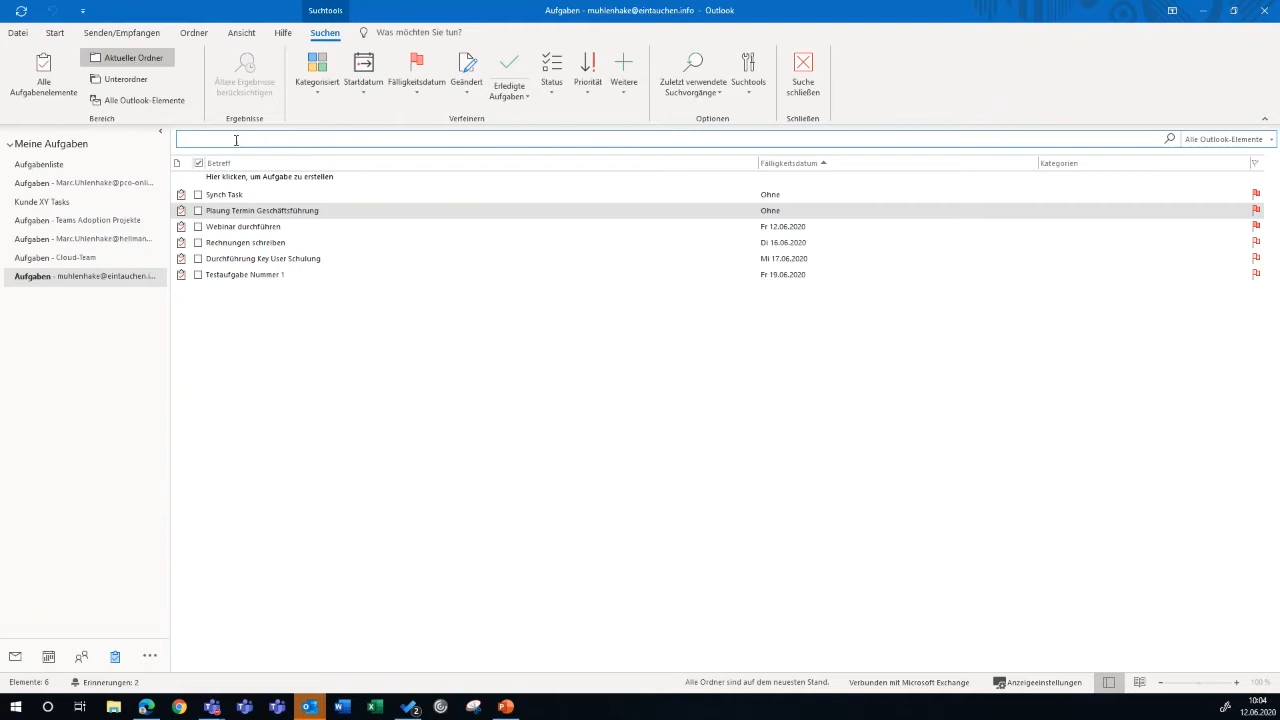 Suchtools
Aufgaben - muhlenhake@eintauchen.info - Outlook
Datei Start Senden/Empfangen Ordner Ansicht Hilfe Suchen Was möchten Sie tun?
Alle Aufgabenelemente
Aktueller Ordner
Unterordner
Alle Outlook-Elemente
Bereich
Ältere Ergebnisse berücksichtigen
Ergebnisse
Kategorisiert
Startdatum
Fälligkeitsdatum
Geändert
Erledigte Aufgaben
Status
Priorität
Weitere
Verfeinern
Zuletzt verwendete Suchvorgänge
Suchtools
Optionen
Suche schließen
Schließen
Meine Aufgaben
Aufgabenliste
Aufgaben - Marc.Uhlenhake@pco-onli...
Kunde XY Tasks
Aufgaben - Teams Adoption Projekte
Aufgaben - Marc.Uhlenhake@hellman...
Aufgaben - Cloud-Team
Aufgaben - muhlenhake@eintauchen.i...
Alle Outlook-Elemente
Betreff Fälligkeitsdatum Kategorien
Hier klicken, um Aufgabe zu erstellen
Synch Task Ohne
Plaung Termin Geschäftsführung Ohne
Webinar durchführen Fr 12.06.2020
Rechnungen schreiben Di 16.06.2020
Durchführung Key User Schulung Mi 17.06.2020
Testaufgabe Nummer 1 Fr 19.06.2020
Elemente: 6 Erinnerungen: 2 Alle Ordner sind auf dem neuesten Stand. Verbunden mit Microsoft Exchange Anzeigeeinstellungen 100 %
2
10:04
12.06.2020